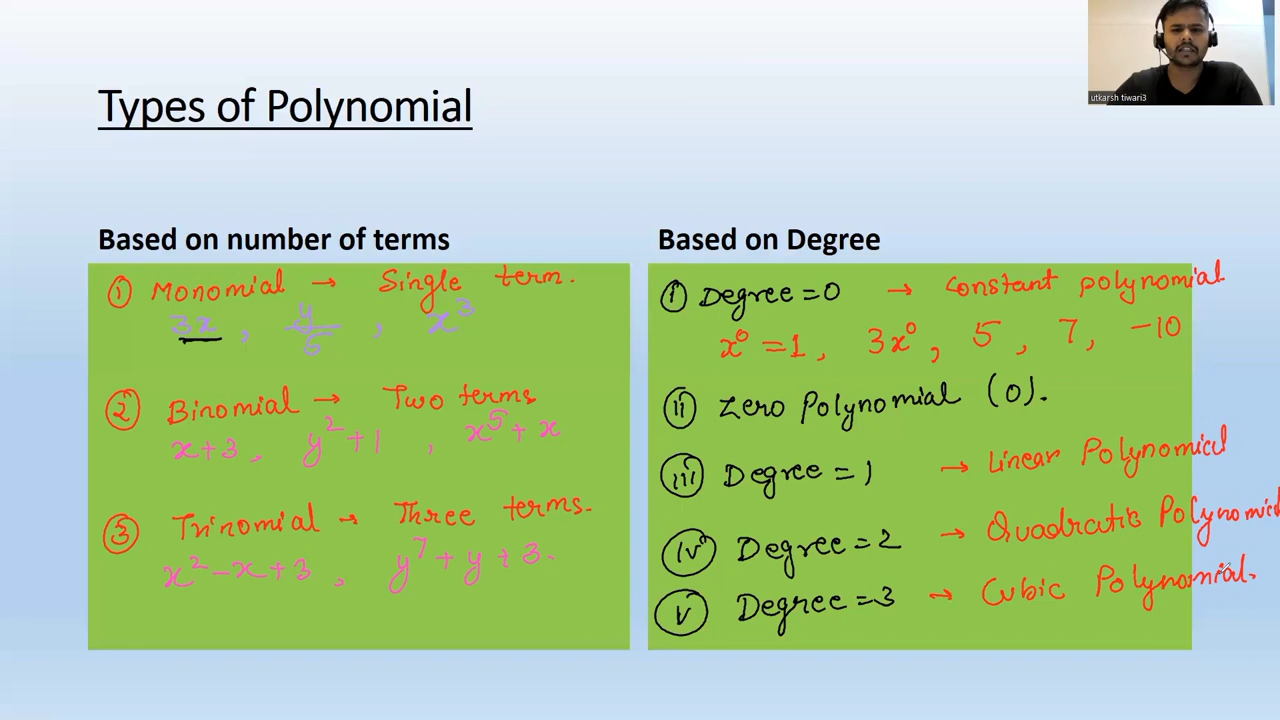 utkarsh tiwari3
Types of Polynomial
Based on number of terms
① Monomial → Single term.
3x , y/5 , x³
② Binomial → Two terms
x+3, y²+1 , x⁵+x
③ Trinomial → Three terms.
x²-x+3 , y⁷+y+3.
Based on Degree
① Degree=0 → Constant polynomial
x⁰=1, 3x⁰, 5, 7, -10
ⅱ Zero Polynomial (0).
ⅲ Degree=1 → Linear Polynomial
ⅳ Degree=2 → Quadratic Polynomial
ⅴ Degree=3 → Cubic Polynomial.